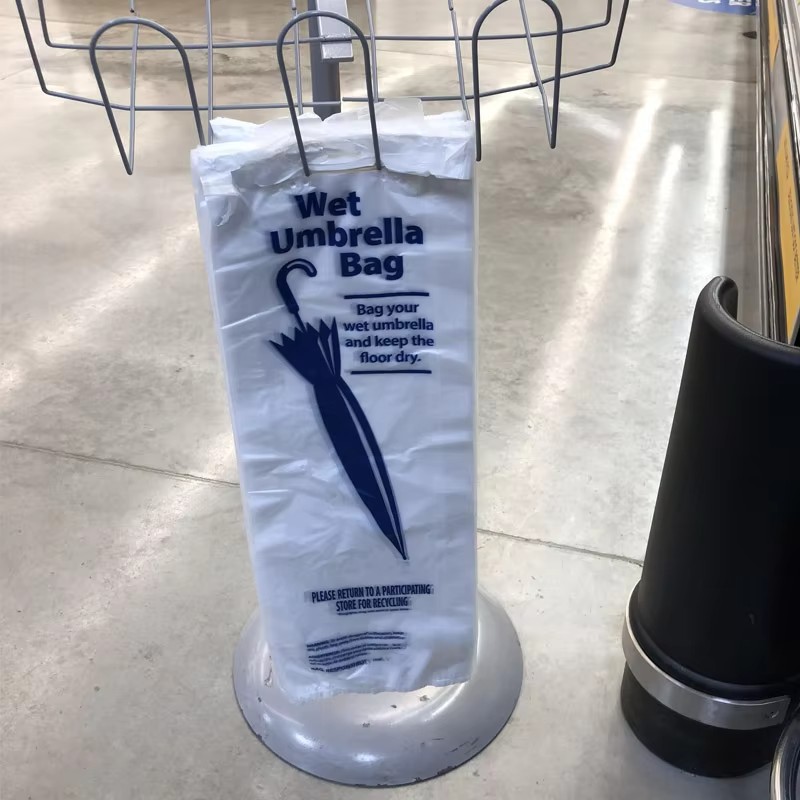 Wet
Umbrella
Bag
Bag your
wet umbrella
and keep the
floor dry.
PLEASE RETURN TO A PARTICIPATING
STORE FOR RECYCLING